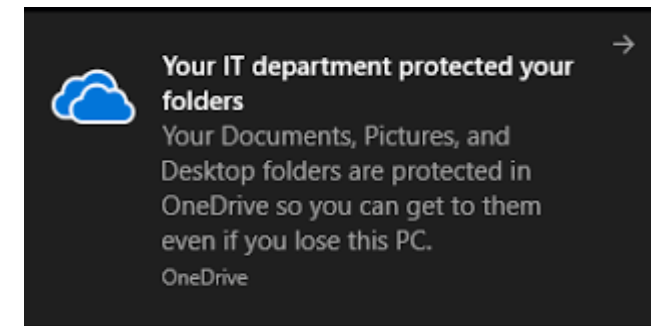 Your IT department protected your
folders
Your Documents, Pictures, and
Desktop folders are protected in
OneDrive so you can get to them
even if you lose this PC.
OneDrive